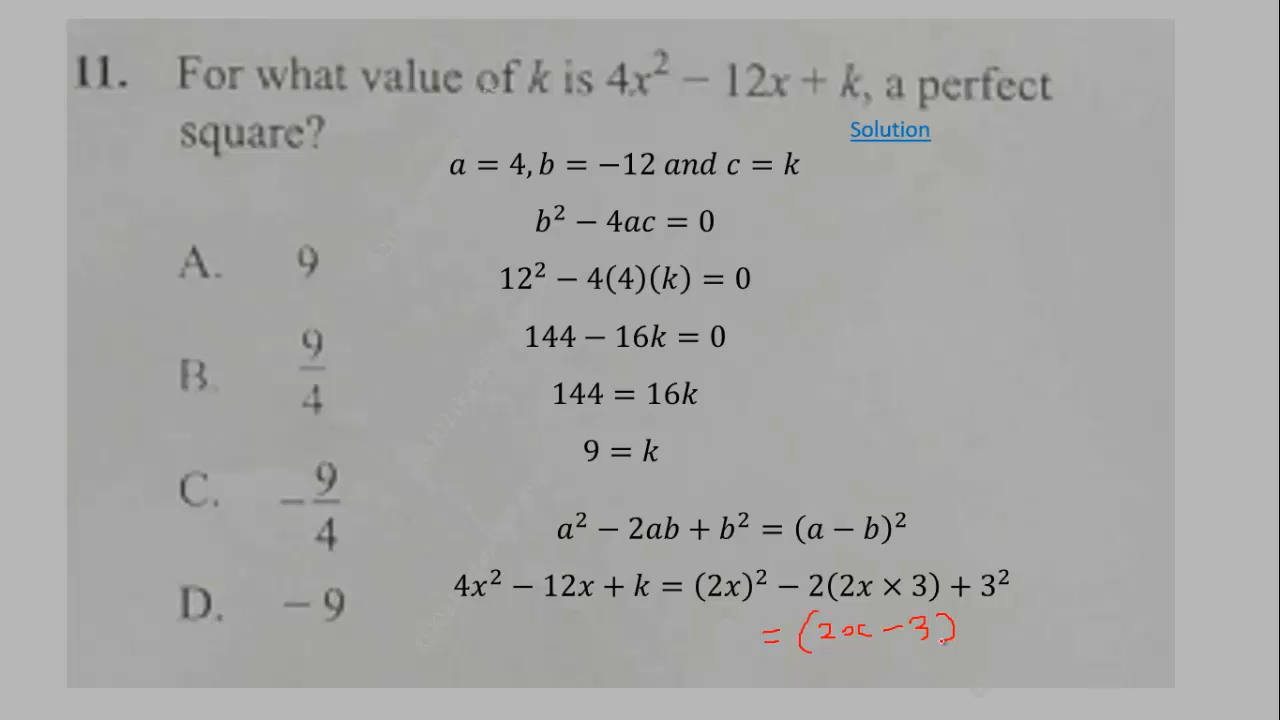 11. For what value of k is 4x² − 12x + k, a perfect
square?
Solution
a = 4, b = −12 and c = k
b² − 4ac = 0
A. 9
12² − 4(4)(k) = 0
144 − 16k = 0
B. 9/4
144 = 16k
9 = k
C. −9/4
a² − 2ab + b² = (a − b)²
4x² − 12x + k = (2x)² − 2(2x × 3) + 3²
D. −9
= (2x − 3)